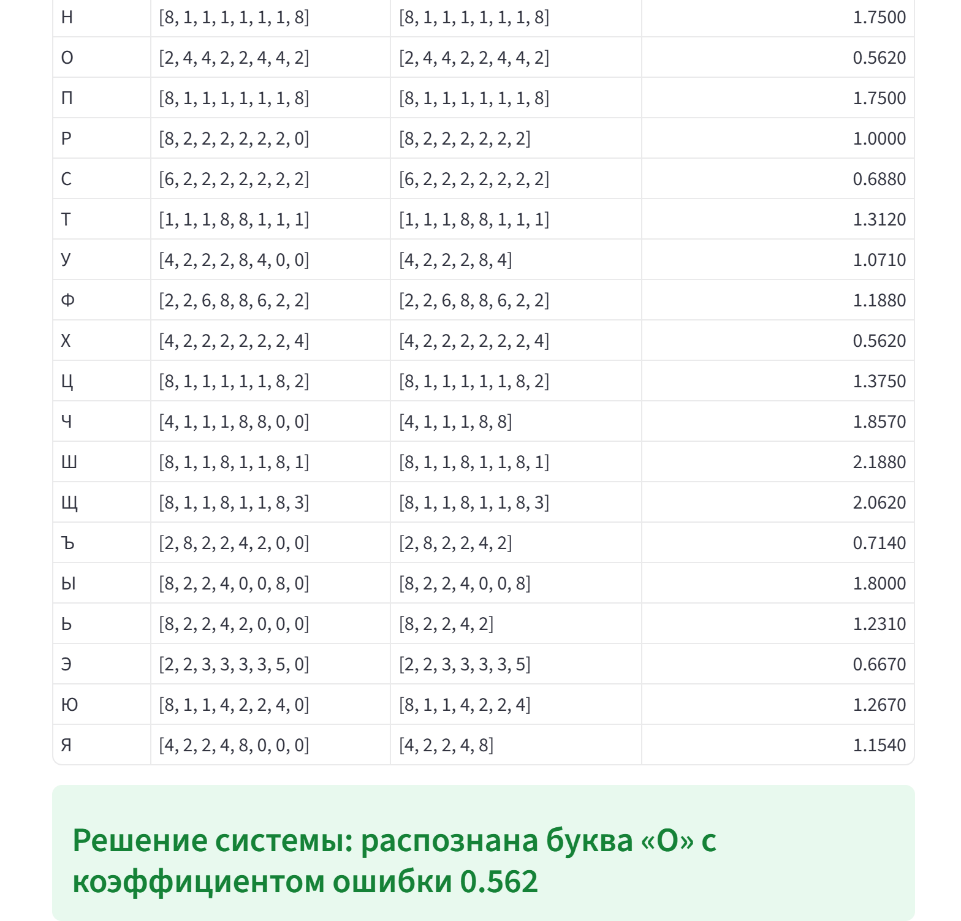 Н [8, 1, 1, 1, 1, 1, 1, 8] [8, 1, 1, 1, 1, 1, 1, 8] 1.7500
О [2, 4, 4, 2, 2, 4, 4, 2] [2, 4, 4, 2, 2, 4, 4, 2] 0.5620
П [8, 1, 1, 1, 1, 1, 1, 8] [8, 1, 1, 1, 1, 1, 1, 8] 1.7500
Р [8, 2, 2, 2, 2, 2, 2, 0] [8, 2, 2, 2, 2, 2, 2] 1.0000
С [6, 2, 2, 2, 2, 2, 2, 2] [6, 2, 2, 2, 2, 2, 2, 2] 0.6880
Т [1, 1, 1, 8, 8, 1, 1, 1] [1, 1, 1, 8, 8, 1, 1, 1] 1.3120
У [4, 2, 2, 2, 8, 4, 0, 0] [4, 2, 2, 2, 8, 4] 1.0710
Ф [2, 2, 6, 8, 8, 6, 2, 2] [2, 2, 6, 8, 8, 6, 2, 2] 1.1880
Х [4, 2, 2, 2, 2, 2, 2, 4] [4, 2, 2, 2, 2, 2, 2, 4] 0.5620
Ц [8, 1, 1, 1, 1, 1, 8, 2] [8, 1, 1, 1, 1, 1, 8, 2] 1.3750
Ч [4, 1, 1, 1, 8, 8, 0, 0] [4, 1, 1, 1, 8, 8] 1.8570
Ш [8, 1, 1, 8, 1, 1, 8, 1] [8, 1, 1, 8, 1, 1, 8, 1] 2.1880
Щ [8, 1, 1, 8, 1, 1, 8, 3] [8, 1, 1, 8, 1, 1, 8, 3] 2.0620
Ъ [2, 8, 2, 2, 4, 2, 0, 0] [2, 8, 2, 2, 4, 2] 0.7140
Ы [8, 2, 2, 4, 0, 0, 8, 0] [8, 2, 2, 4, 0, 0, 8] 1.8000
Ь [8, 2, 2, 4, 2, 0, 0, 0] [8, 2, 2, 4, 2] 1.2310
Э [2, 2, 3, 3, 3, 3, 5, 0] [2, 2, 3, 3, 3, 3, 5] 0.6670
Ю [8, 1, 1, 4, 2, 2, 4, 0] [8, 1, 1, 4, 2, 2, 4] 1.2670
Я [4, 2, 2, 4, 8, 0, 0, 0] [4, 2, 2, 4, 8] 1.1540
Решение системы: распознана буква «О» с
коэффициентом ошибки 0.562